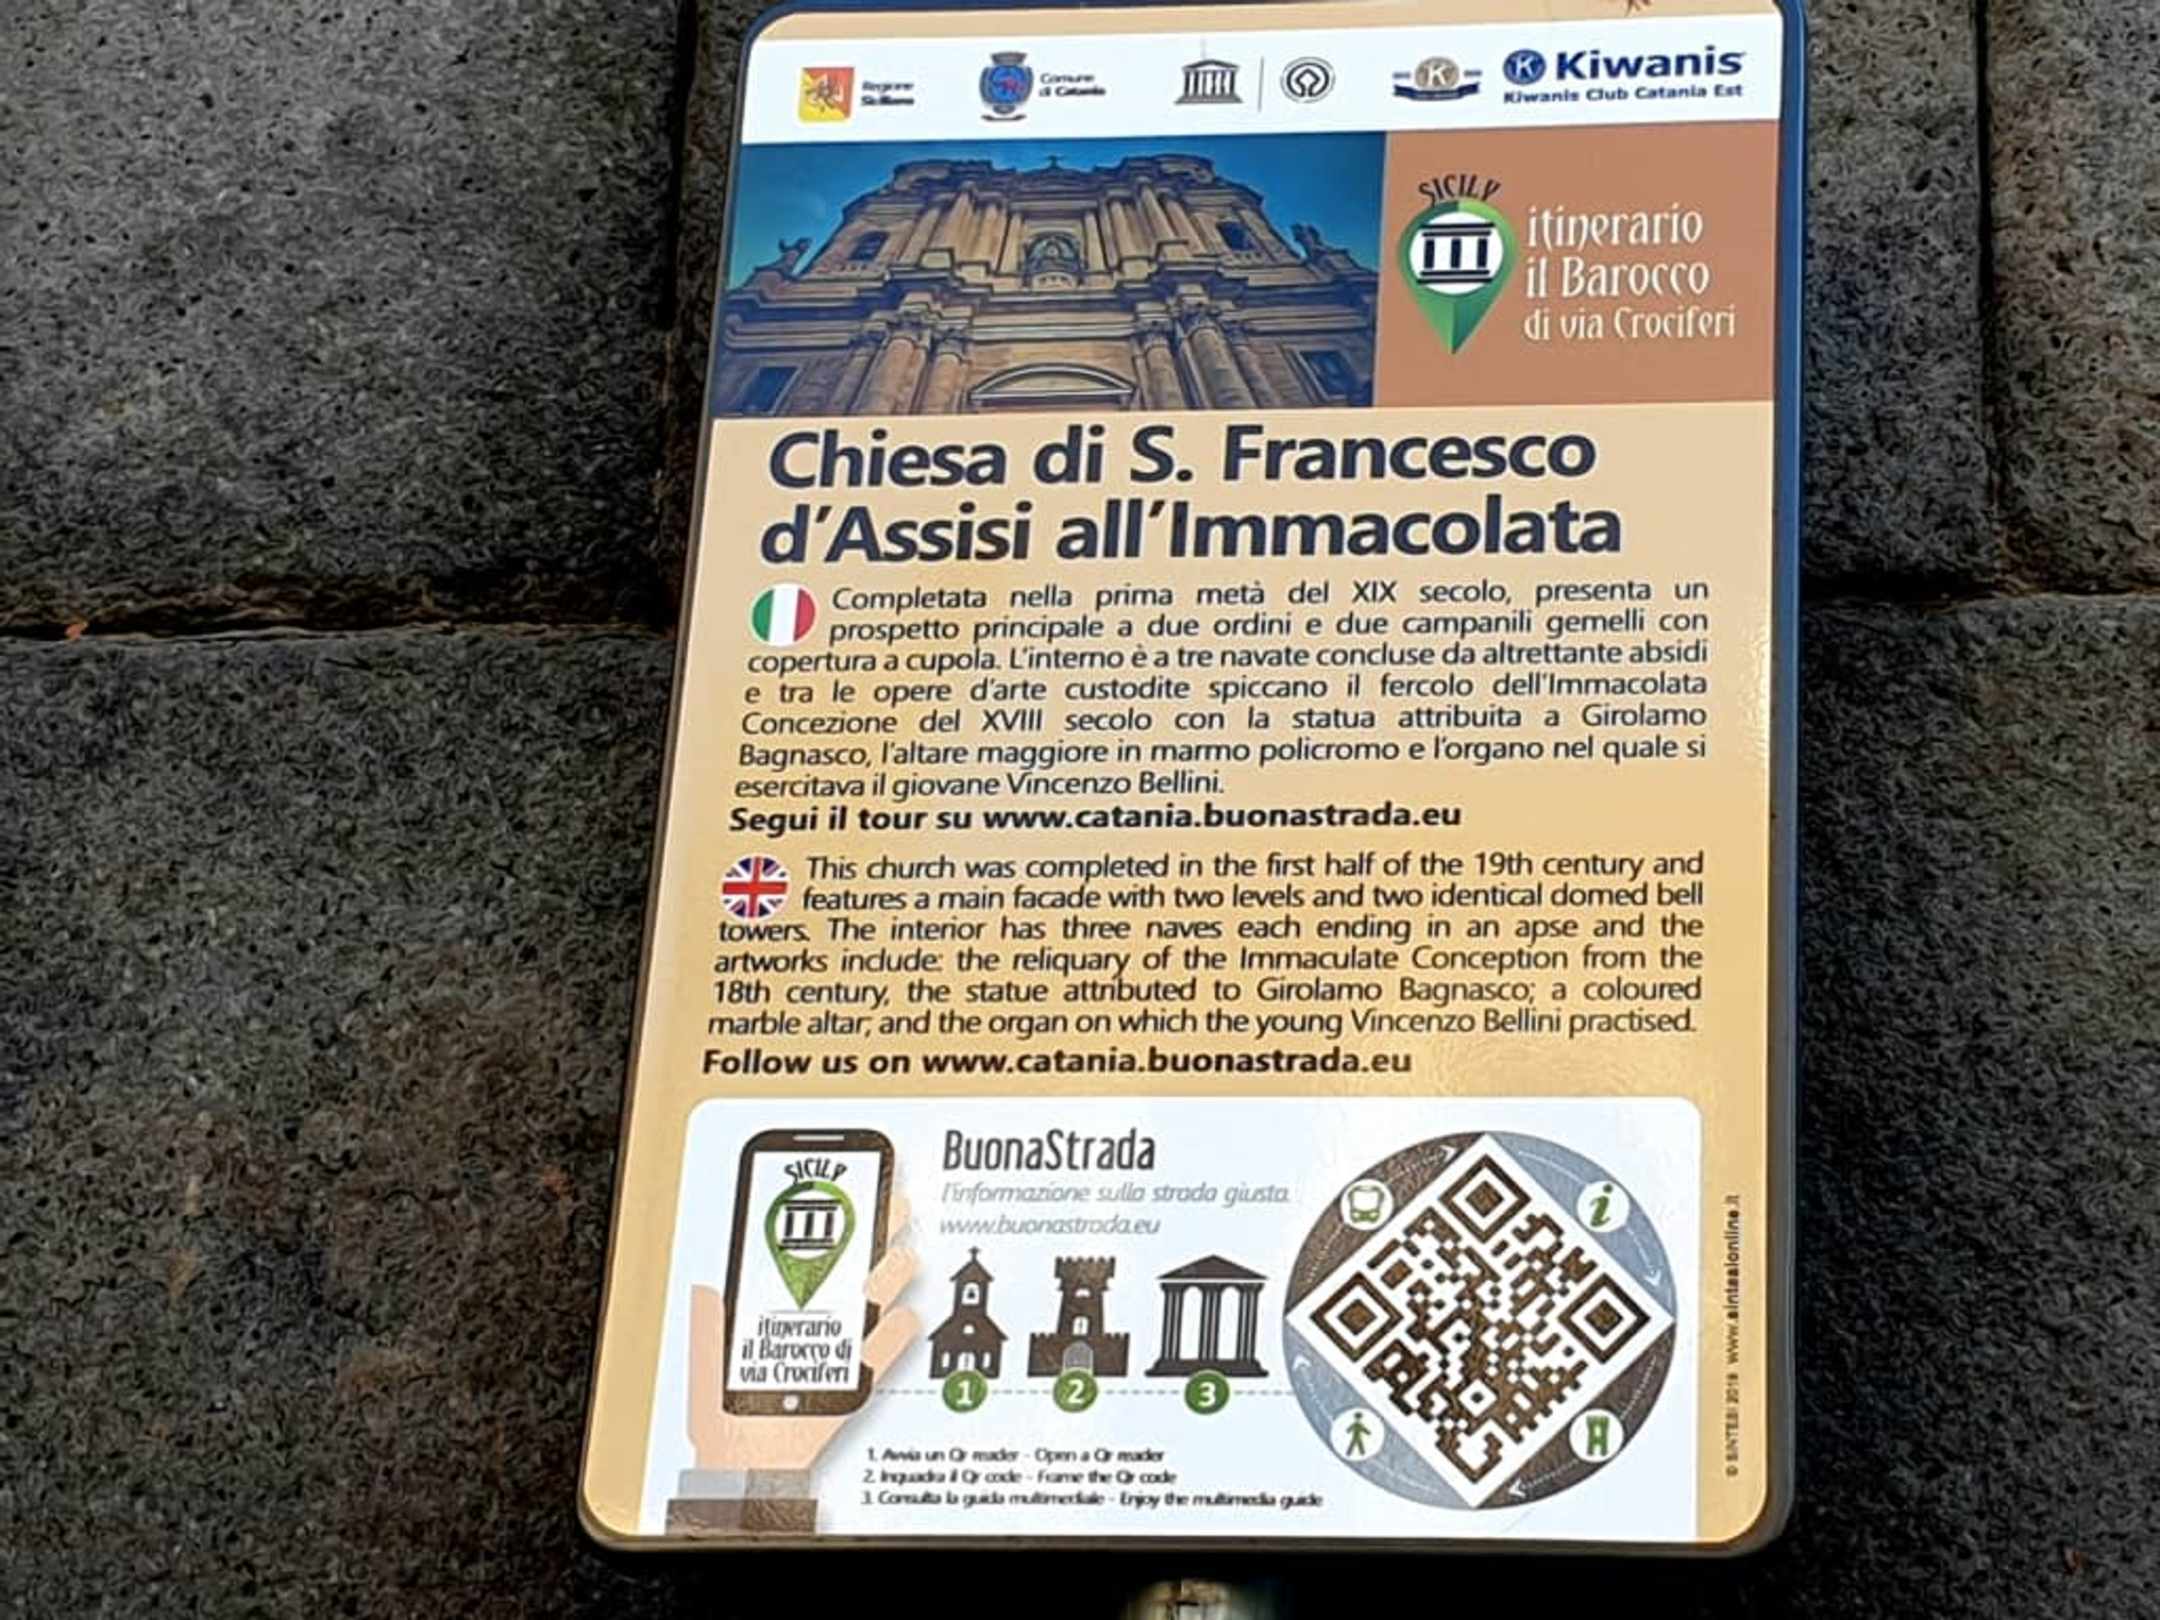 Regione
Siciliana
Comune
di Catania
K
Kiwanis
Kiwanis Club Catania Est
SICILY
itinerario
il Barocco
di via Crociferi
Chiesa di S. Francesco
d'Assisi all'Immacolata
Completata nella prima metà del XIX secolo, presenta un
prospetto principale a due ordini e due campanili gemelli con
copertura a cupola. L'interno è a tre navate concluse da altrettante absidi
e tra le opere d'arte custodite spiccano il fercolo dell'Immacolata
Concezione del XVIII secolo con la statua attribuita a Girolamo
Bagnasco, l'altare maggiore in marmo policromo e l'organo nel quale si
esercitava il giovane Vincenzo Bellini.
Segui il tour su www.catania.buonastrada.eu
This church was completed in the first half of the 19th century and
features a main facade with two levels and two identical domed bell
towers. The interior has three naves each ending in an apse and the
artworks include: the reliquary of the Immaculate Conception from the
18th century, the statue attributed to Girolamo Bagnasco; a coloured
marble altar; and the organ on which the young Vincenzo Bellini practised.
Follow us on www.catania.buonastrada.eu
SICILY
itinerario
il Barocco di
via Crociferi
BuonaStrada
l'informazione sulla strada giusta
www.buonastrada.eu
1 2 3
i
1. Avvia un Qr reader - Open a Qr reader
2. Inquadra il Qr code - Frame the Qr code
3. Consulta la guida multimediale - Enjoy the multimedia guide
© SINTESI 2018 www.sintesionline.it